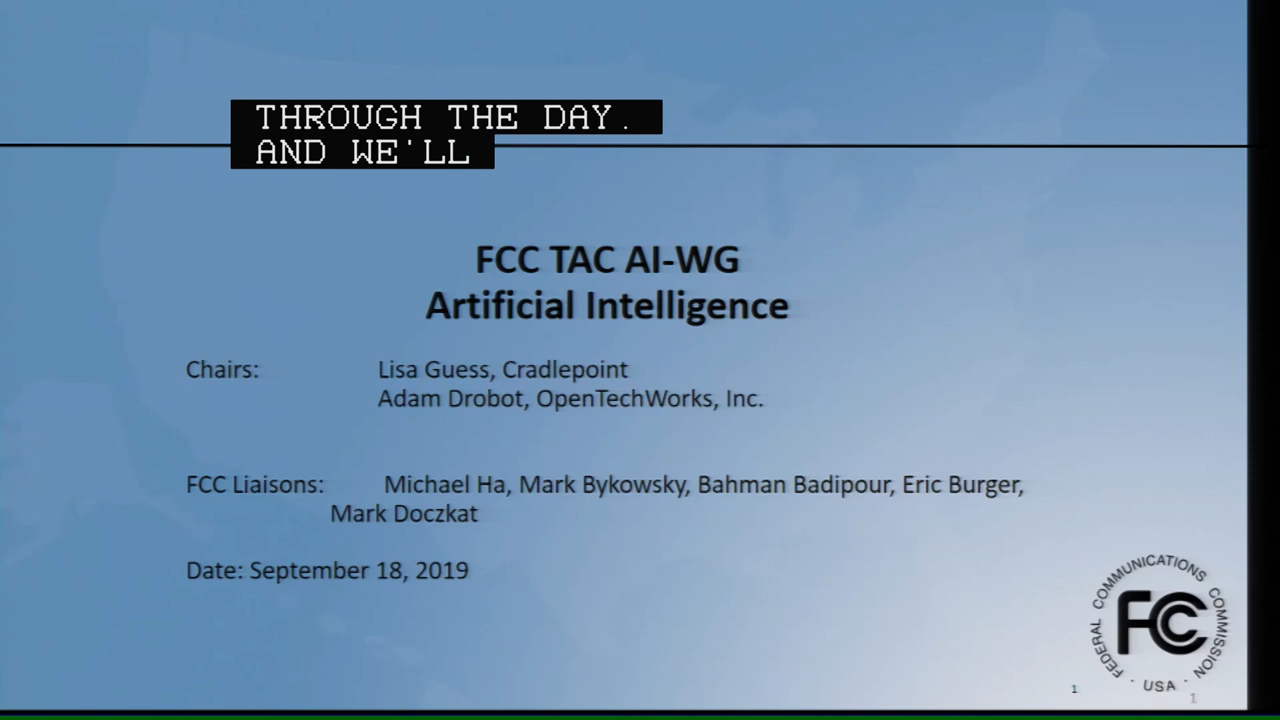 THROUGH THE DAY.
AND WE'LL
FCC TAC AI-WG
Artificial Intelligence
Chairs: Lisa Guess, Cradlepoint
Adam Drobot, OpenTechWorks, Inc.
FCC Liaisons: Michael Ha, Mark Bykowsky, Bahman Badipour, Eric Burger,
Mark Doczkat
Date: September 18, 2019
FEDERAL COMMUNICATIONS COMMISSION
FCC
· USA ·
1
1